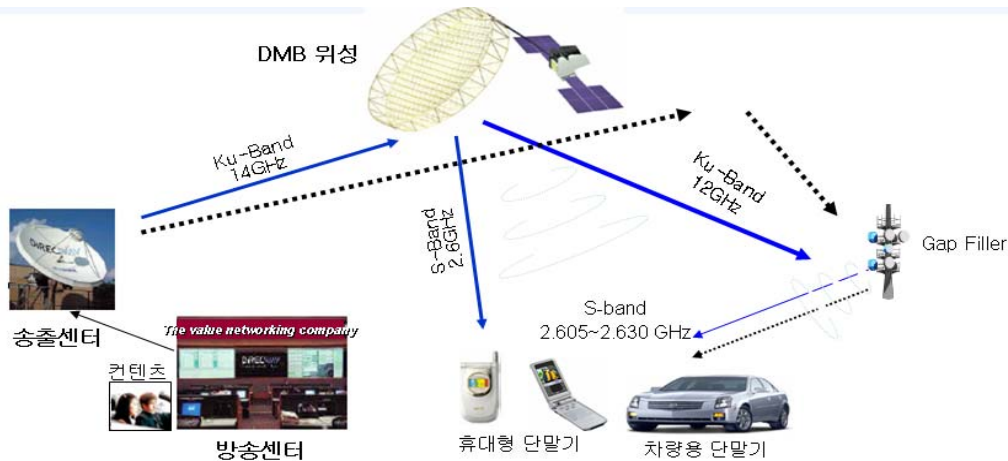 DMB 위성
Ku-Band
14GHz
S-Band
2.6GHz
Ku-Band
12GHz
Gap Filler
S-band
2.605~2.630 GHz
송출센터
The value networking company
컨텐츠
방송센터
휴대형 단말기
차량용 단말기